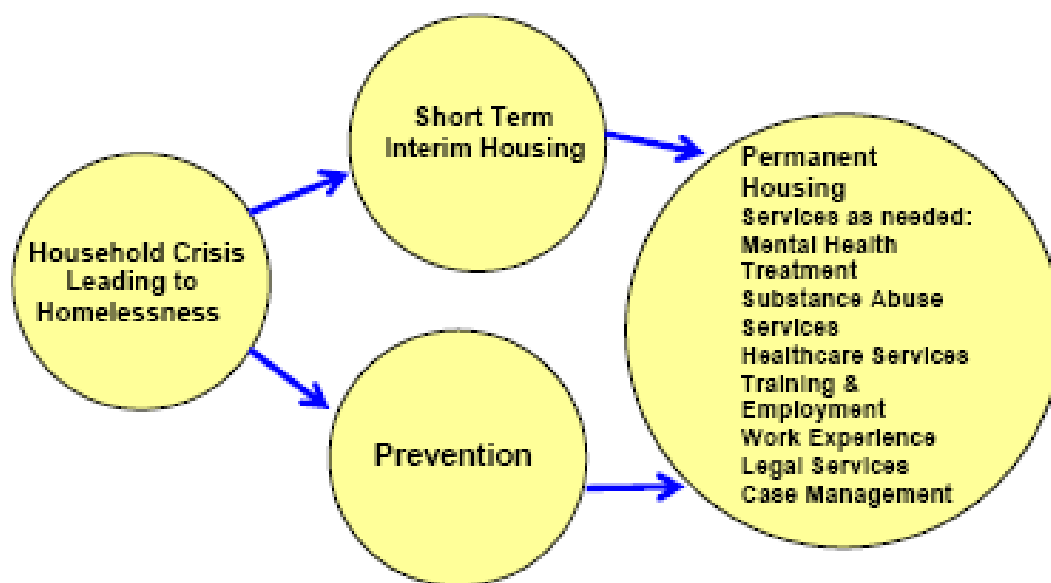 Household Crisis
Leading to
Homelessness
Short Term
Interim Housing
Prevention
Permanent
Housing
Services as needed:
Mental Health
Treatment
Substance Abuse
Services
Healthcare Services
Training &
Employment
Work Experience
Legal Services
Case Management